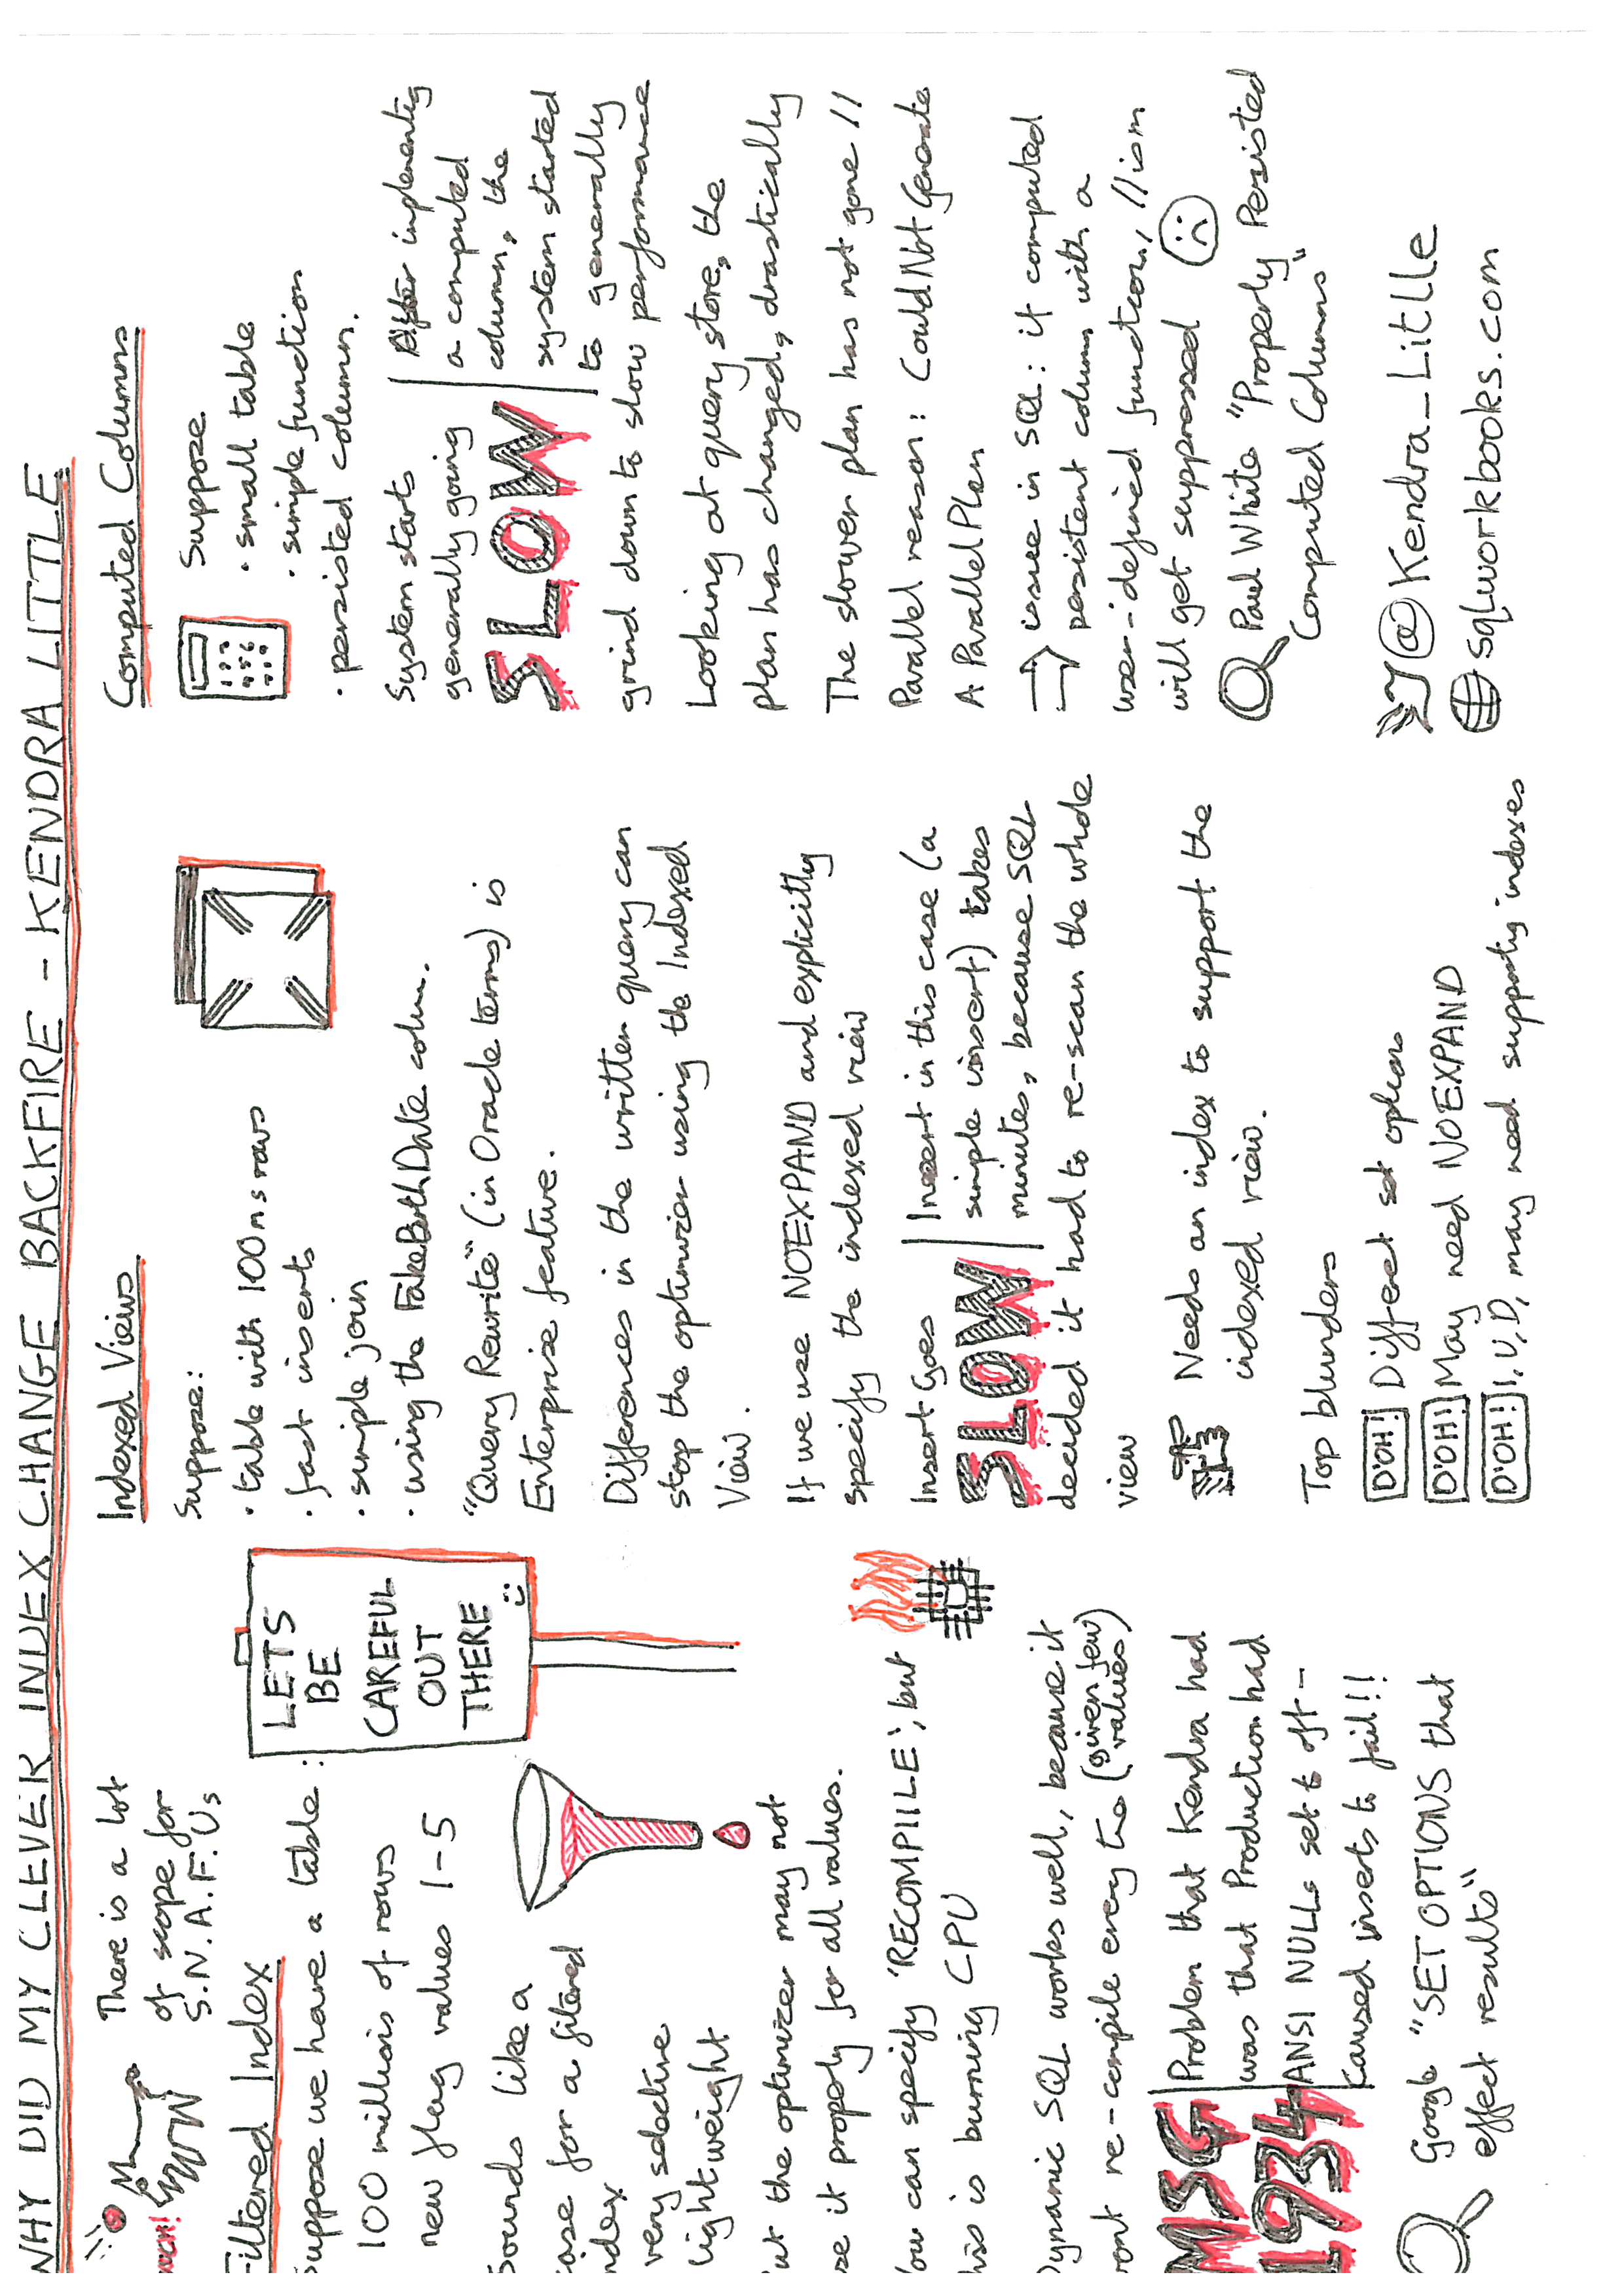 WHY DID MY CLEVER INDEX CHANGE BACKFIRE - KENDRA LITTLE
OUCH!
There is a lot
of scope for
S.N.A.F.Us
Filtered Index
Suppose we have a table:
100 millions of rows
new flag values 1-5
LETS
BE
CAREFUL
OUT
THERE
Sounds like a
case for a filtered
index
very selective
lightweight
But the optimizer may not
use it properly for all values.
You can specify 'RECOMPILE', but
this is burning CPU
Dynamic SQL works well, because it
wont re-compile every the (given few
values)
MSG
1934
Problem that Kendra had
was that Production had
ANSI NULLs set to off -
caused inserts to fail!!!
Google "SET OPTIONS that
effect results"
Indexed Views
Suppose:
· table with 100m s rows
· fast inserts
· simple join
· using the FakeBirthDate colum.
"Query Rewrite" (in Oracle terms) is
Enterprise feature.
Differences in the written query can
stop the optimizer using the Indexed
View.
If we use NOEXPAND and explicitly
specify the indexed view
Insert Goes
SLOW
Insert in this case (a
simple insert) takes
minutes, because SQL
decided it had to re-scan the whole
view
Needs an index to support the
indexed view.
Top blunders
D'OH! Different set options
D'OH! May need NOEXPAND
D'OH! I, U, D, may need supporting indexes
Computed Columns
Suppose
· small table
· simple function
· persisted column.
System starts
generally going
SLOW
After implementig
a computed
column, the
system started
to generally
grind down to slow performance
Looking at query store, the
plan has changed, drastically
The slower plan has not gone //
Parallel reason: CouldNotGenerate
A ParallelPlan
→ issue in SQL: if computed
persistent column with a
user-defined function, //ism
will get suppressed
Paul White "Properly Persisted
Computed Columns"
@Kendra_Little
sqlworkbooks.com